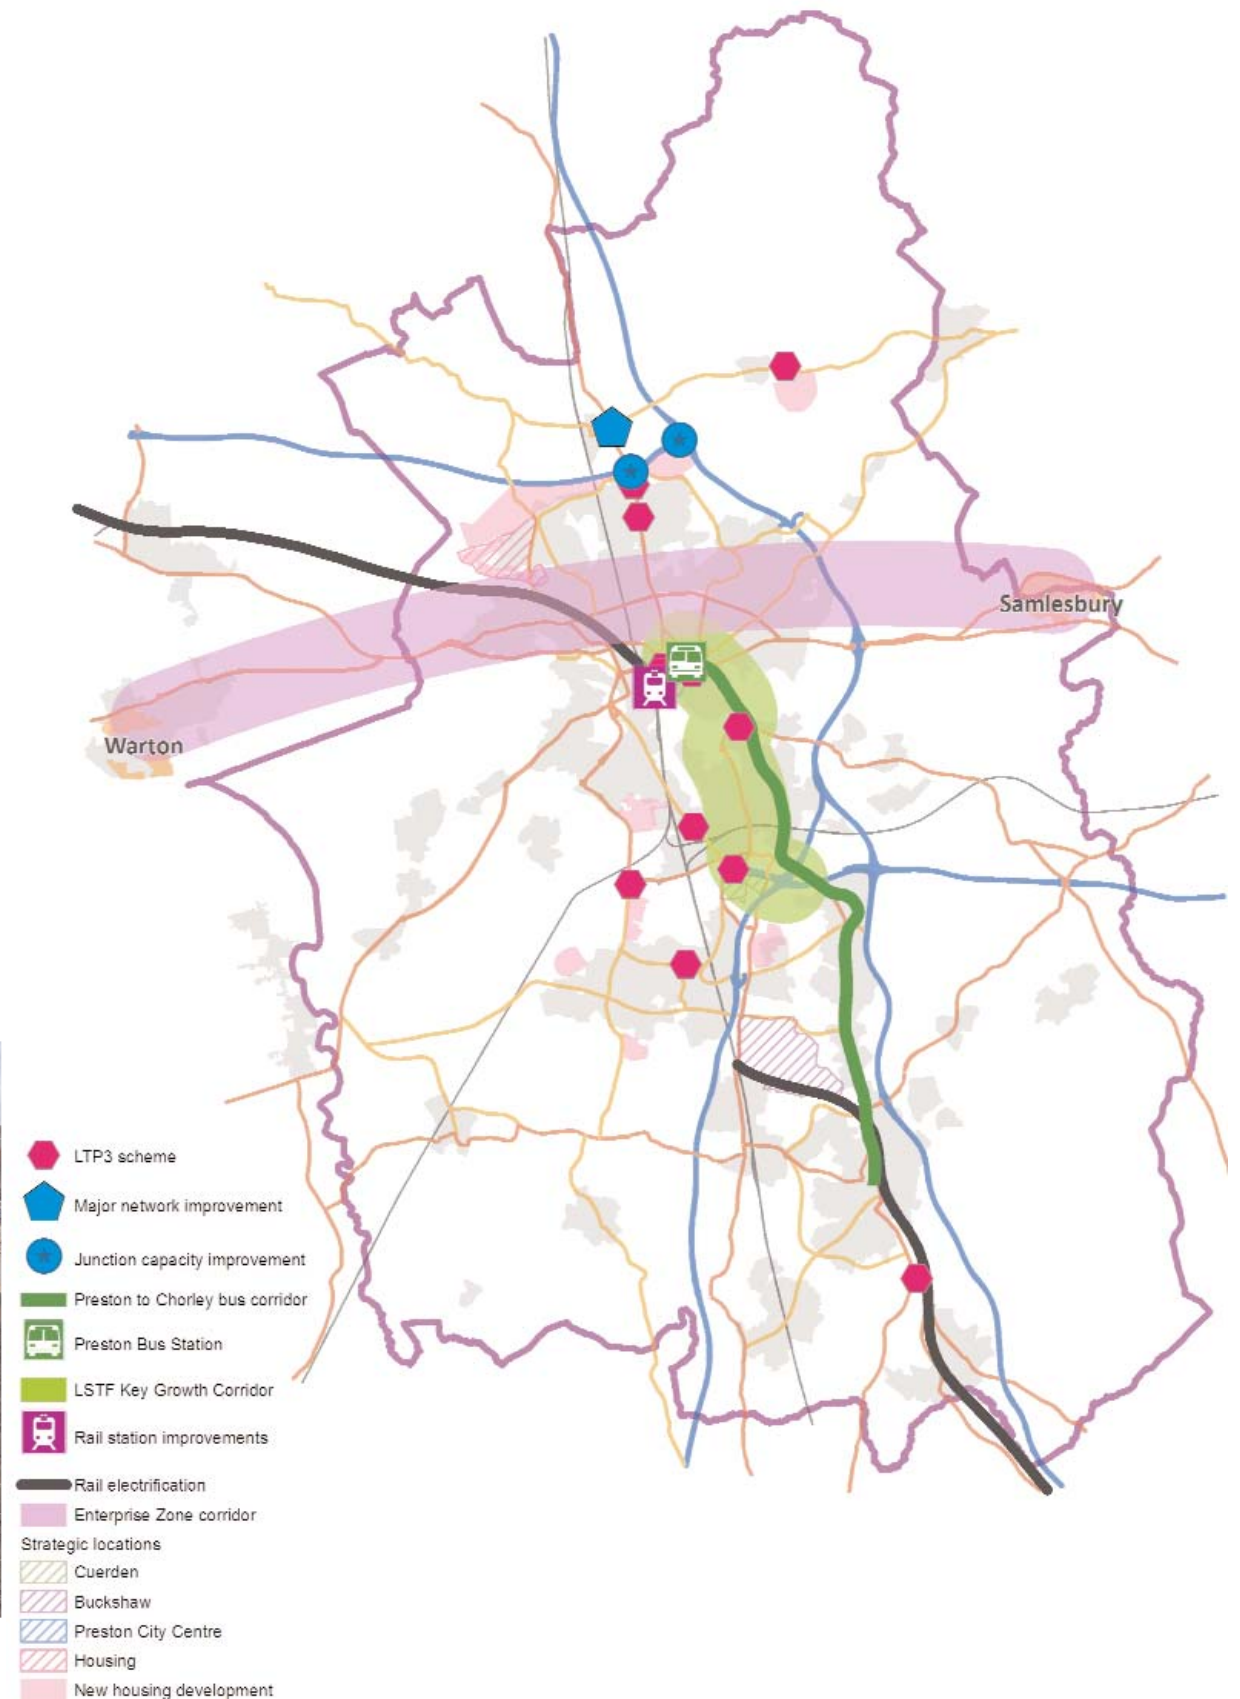 Samlesbury
Warton
LTP3 scheme
Major network improvement
Junction capacity improvement
Preston to Chorley bus corridor
Preston Bus Station
LSTF Key Growth Corridor
Rail station improvements
Rail electrification
Enterprise Zone corridor
Strategic locations
Cuerden
Buckshaw
Preston City Centre
Housing
New housing development